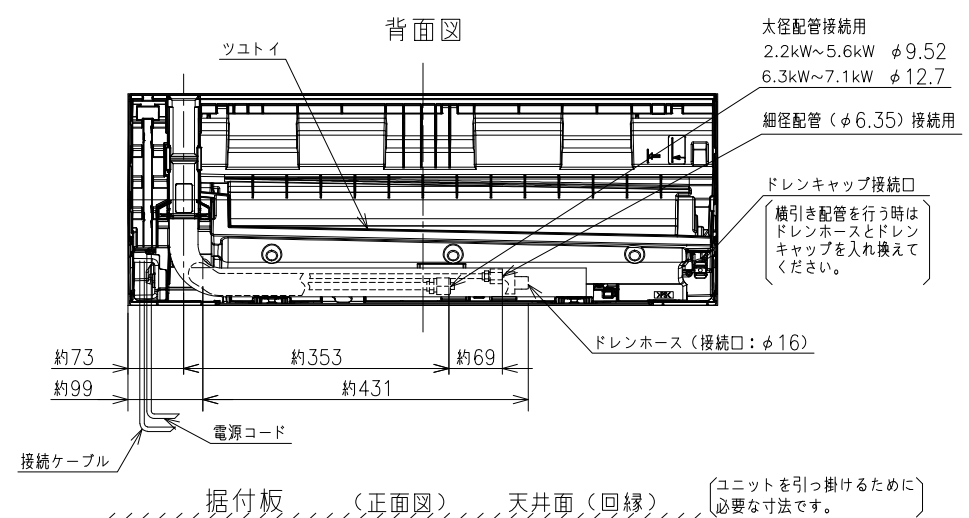 背面図
ツユトイ
太径配管接続用
2.2kW~5.6kW φ9.52
6.3kW~7.1kW φ12.7
細径配管(φ6.35)接続用
ドレンキャップ接続口
横引き配管を行う時は
ドレンホースとドレン
キャップを入れ換えて
ください。
ドレンホース(接続口:φ16)
約73
約353
約69
約99
約431
電源コード
接続ケーブル
据付板 (正面図) 天井面(回縁)
ユニットを引っ掛けるために
必要な寸法です。